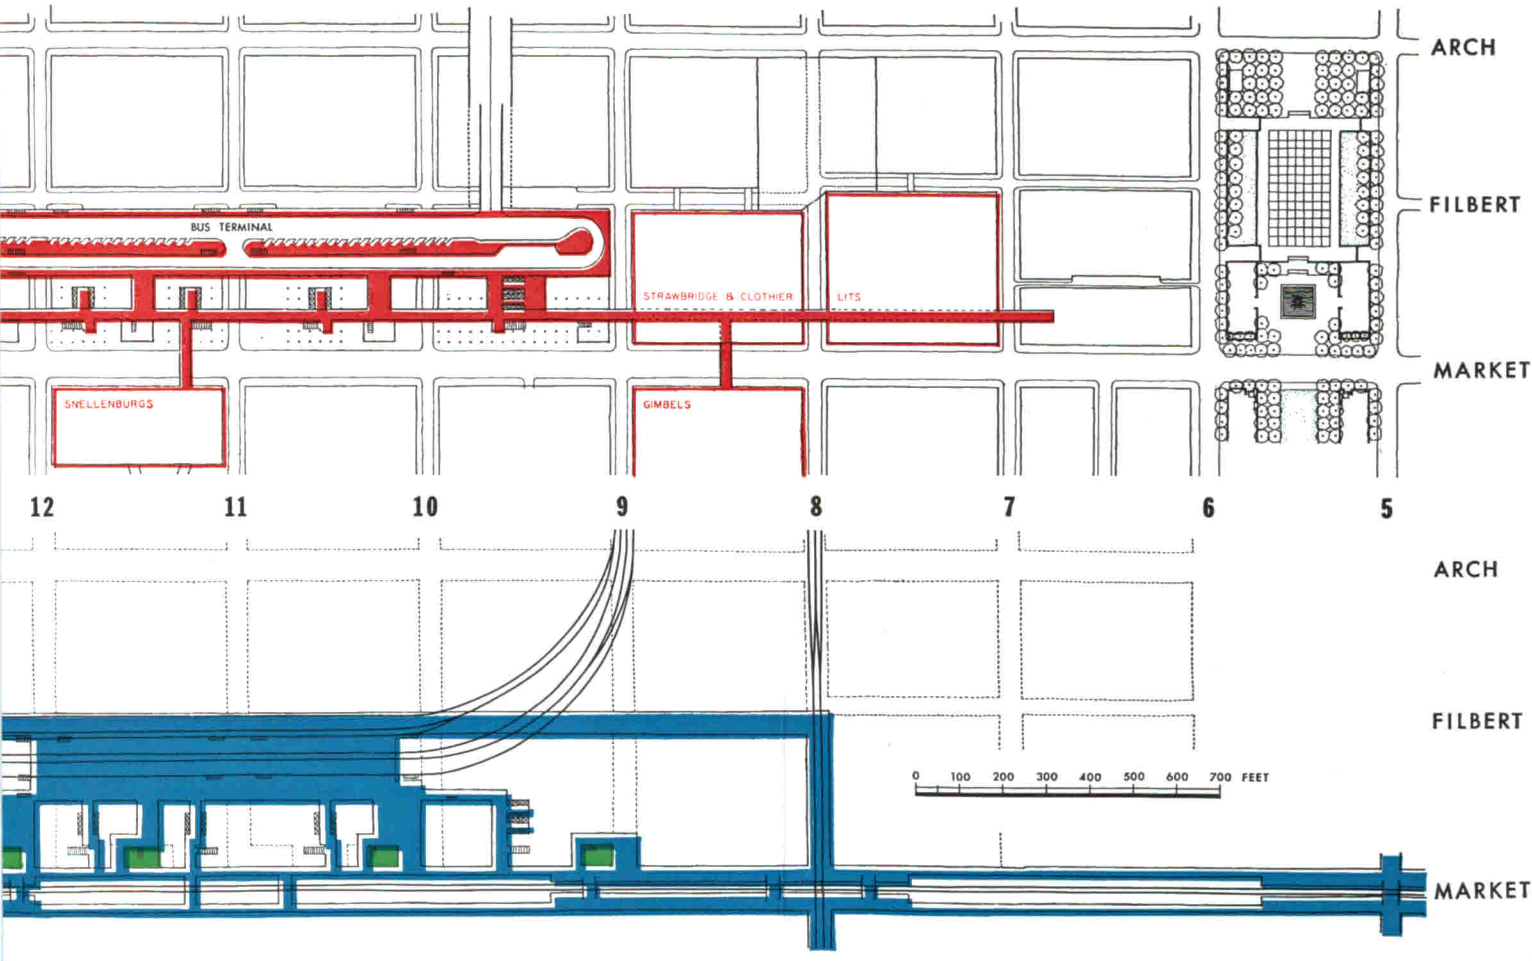 ARCH
FILBERT
BUS TERMINAL
STRAWBRIDGE & CLOTHIER
LITS
MARKET
SNELLENBURGS
GIMBELS
12 11 10 9 8 7 6 5
ARCH
FILBERT
0 100 200 300 400 500 600 700 FEET
MARKET